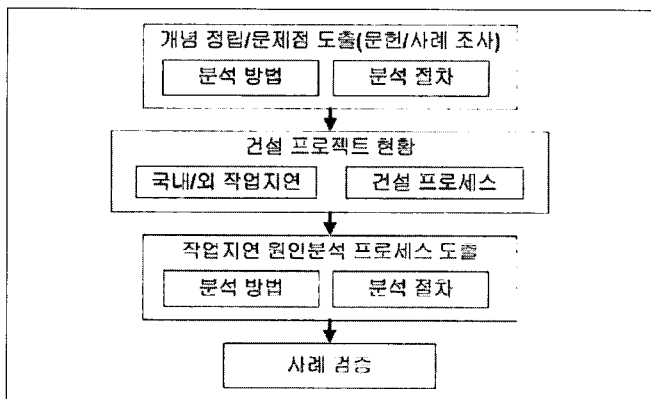 개념 정립/문제점 도출(문헌/사례 조사)
분석 방법 분석 절차
건설 프로젝트 현황
국내/외 작업지연 건설 프로세스
작업지연 원인분석 프로세스 도출
분석 방법 분석 절차
사례 검증